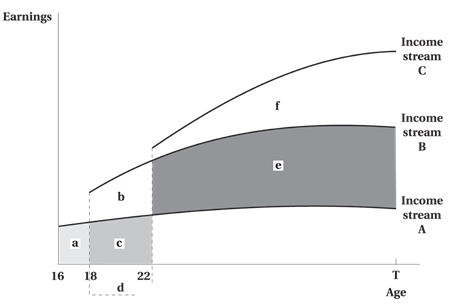 Earnings
Income
stream
C
f
Income
stream
B
e
b
Income
stream
A
a
c
16 18 22 T
d
Age